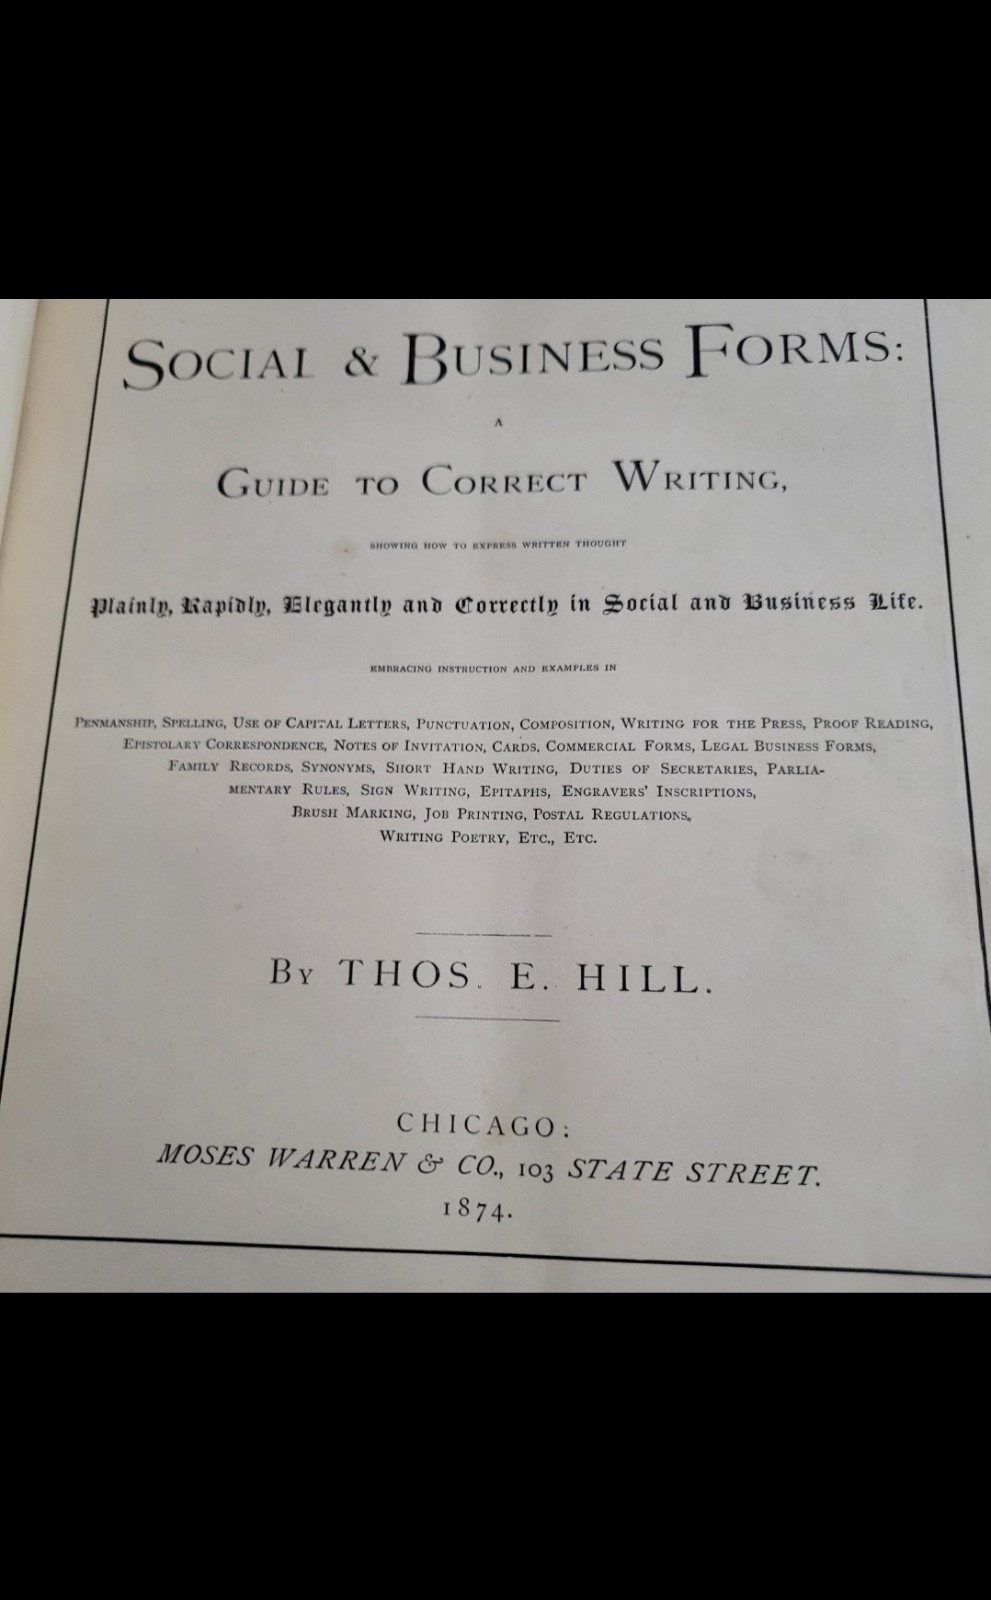 SOCIAL & BUSINESS FORMS:
A
GUIDE TO CORRECT WRITING,
SHOWING HOW TO EXPRESS WRITTEN THOUGHT
Plainly, Rapidly, Elegantly and Correctly in Social and Business Life.
EMBRACING INSTRUCTION AND EXAMPLES IN
PENMANSHIP, SPELLING, USE OF CAPITAL LETTERS, PUNCTUATION, COMPOSITION, WRITING FOR THE PRESS, PROOF READING,
EPISTOLARY CORRESPONDENCE, NOTES OF INVITATION, CARDS, COMMERCIAL FORMS, LEGAL BUSINESS FORMS,
FAMILY RECORDS, SYNONYMS, SHORT HAND WRITING, DUTIES OF SECRETARIES, PARLIA-
MENTARY RULES, SIGN WRITING, EPITAPHS, ENGRAVERS' INSCRIPTIONS,
BRUSH MARKING, JOB PRINTING, POSTAL REGULATIONS,
WRITING POETRY, ETC., ETC.
BY THOS. E. HILL.
CHICAGO:
MOSES WARREN & CO., 103 STATE STREET.
1874.